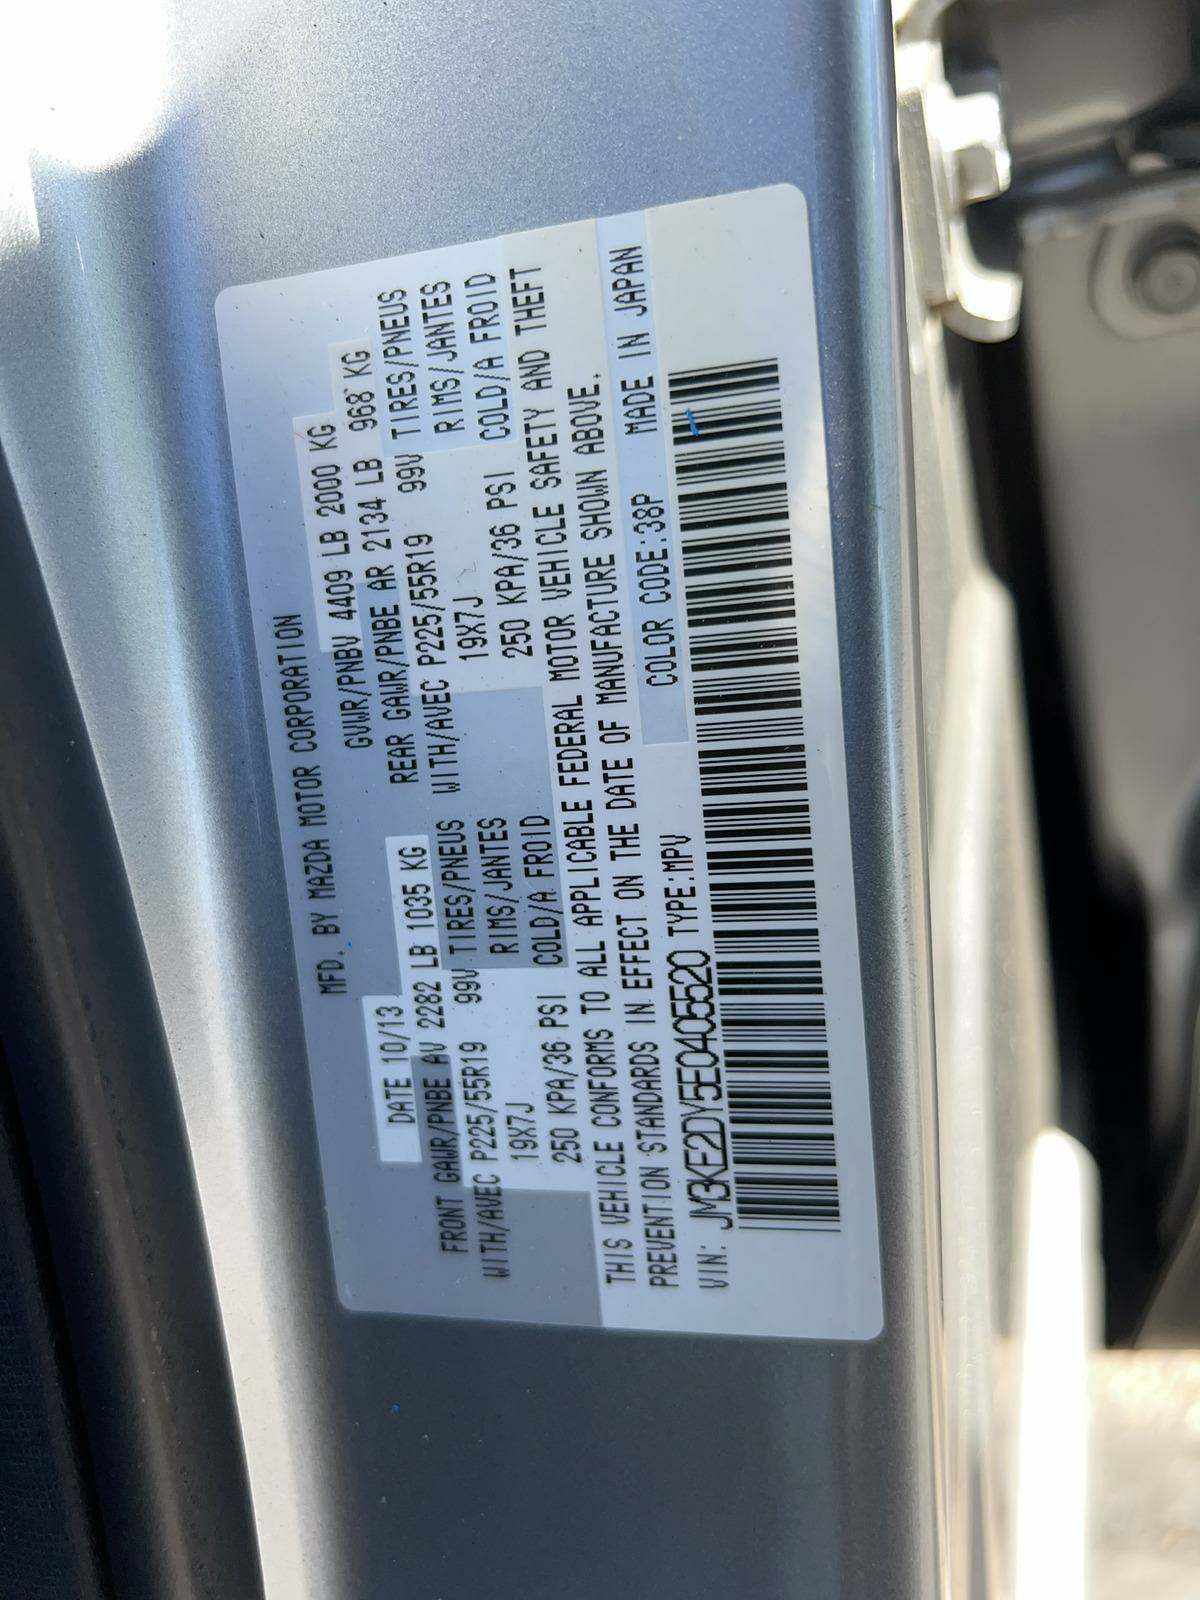 MFD. BY MAZDA MOTOR CORPORATION
DATE 10/13 GVWR/PNBV 4409 LB 2000 KG
FRONT GAWR/PNBE AV 2282 LB 1035 KG REAR GAWR/PNBE AR 2134 LB 968 KG
WITH/AVEC P225/55R19 99V TIRES/PNEUS WITH/AVEC P225/55R19 99V TIRES/PNEUS
19X7J RIMS/JANTES 19X7J RIMS/JANTES
250 KPA/36 PSI COLD/A FROID 250 KPA/36 PSI COLD/A FROID
THIS VEHICLE CONFORMS TO ALL APPLICABLE FEDERAL MOTOR VEHICLE SAFETY AND THEFT
PREVENTION STANDARDS IN EFFECT ON THE DATE OF MANUFACTURE SHOWN ABOVE.
VIN: JM3KE2DY5E0405520 TYPE:MPV COLOR CODE:38P MADE IN JAPAN